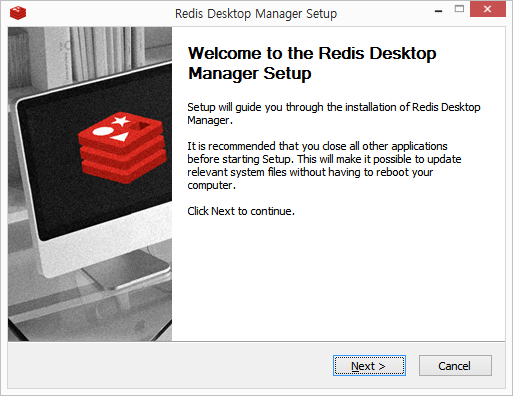 Redis Desktop Manager Setup
Welcome to the Redis Desktop
Manager Setup
Setup will guide you through the installation of Redis Desktop
Manager.
It is recommended that you close all other applications
before starting Setup. This will make it possible to update
relevant system files without having to reboot your
computer.
Click Next to continue.
Next >
Cancel